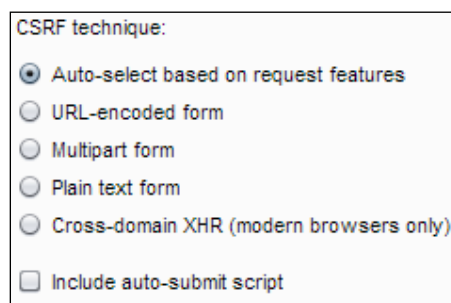 CSRF technique:
Auto-select based on request features
URL-encoded form
Multipart form
Plain text form
Cross-domain XHR (modern browsers only)
Include auto-submit script